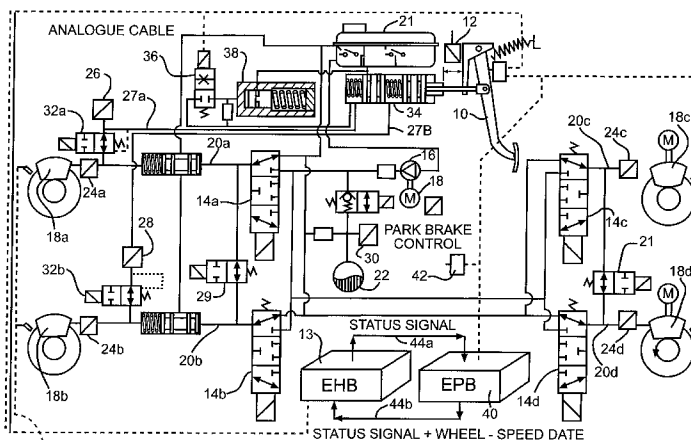 ANALOGUE CABLE
21
12
36
38
26
32a
27a
34
10
27B
20a
24a
18a
14a
16
M
18
PARK BRAKE
CONTROL
20c
24c
M
18c
14c
28
32b
29
30
22
42
21
18d
M
18b
24b
20b
14b
STATUS SIGNAL
44a
13
EHB
EPB
40
44b
STATUS SIGNAL + WHEEL - SPEED DATE
14d
20d
24d